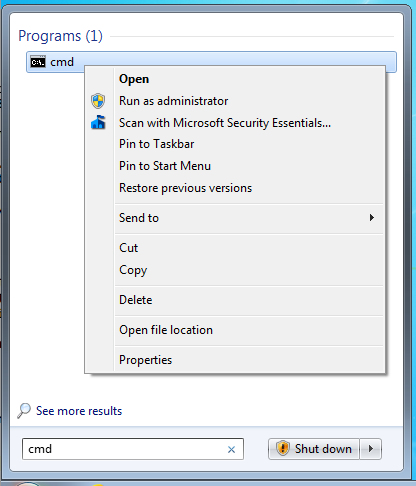 Programs (1)
C:\.
cmd
Open
Run as administrator
Scan with Microsoft Security Essentials...
Pin to Taskbar
Pin to Start Menu
Restore previous versions
Send to
Cut
Copy
Delete
Open file location
Properties
See more results
cmd
Shut down